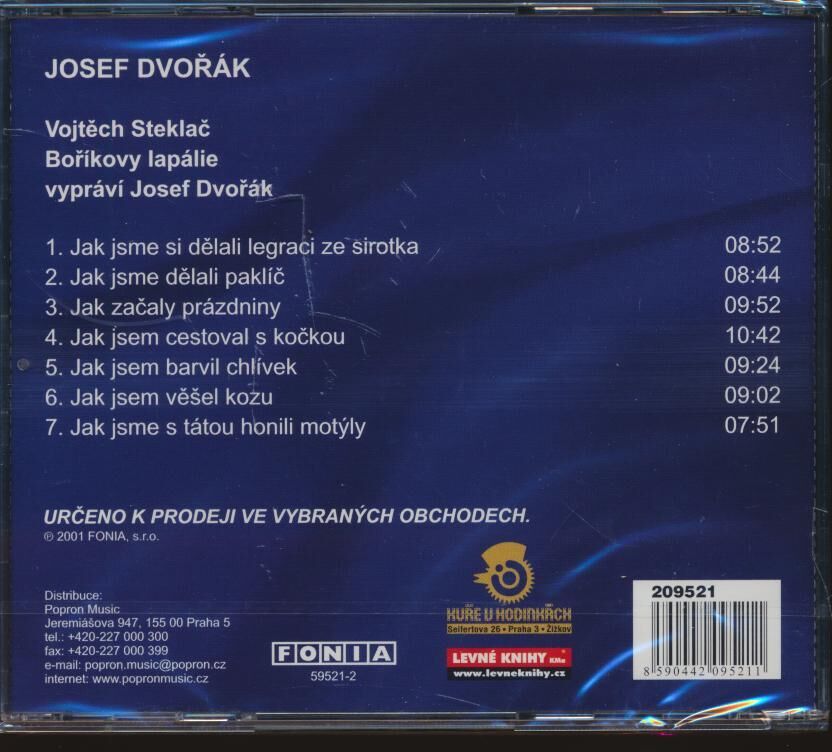 JOSEF DVOŘÁK
Vojtěch Steklač
Boříkovy lapálie
vypráví Josef Dvořák
1. Jak jsme si dělali legraci ze sirotka 08:52
2. Jak jsme dělali paklíč 08:44
3. Jak začaly prázdniny 09:52
4. Jak jsem cestoval s kočkou 10:42
5. Jak jsem barvil chlívek 09:24
6. Jak jsem věšel kozu 09:02
7. Jak jsme s tátou honili motýly 07:51
URČENO K PRODEJI VE VYBRANÝCH OBCHODECH.
℗ 2001 FONIA, s.r.o.
Distribuce:
Popron Music
Jeremiášova 947, 155 00 Praha 5
tel.: +420-227 000 300
fax: +420-227 000 399
e-mail: popron.music@popron.cz
internet: www.popronmusic.cz
FONIA
59521-2
KUŘE V HODINKÁCH
Seifertova 26 • Praha 3 • Žižkov
LEVNÉ KNIHY KMa
www.levneknihy.cz
209521
8 590442 095211